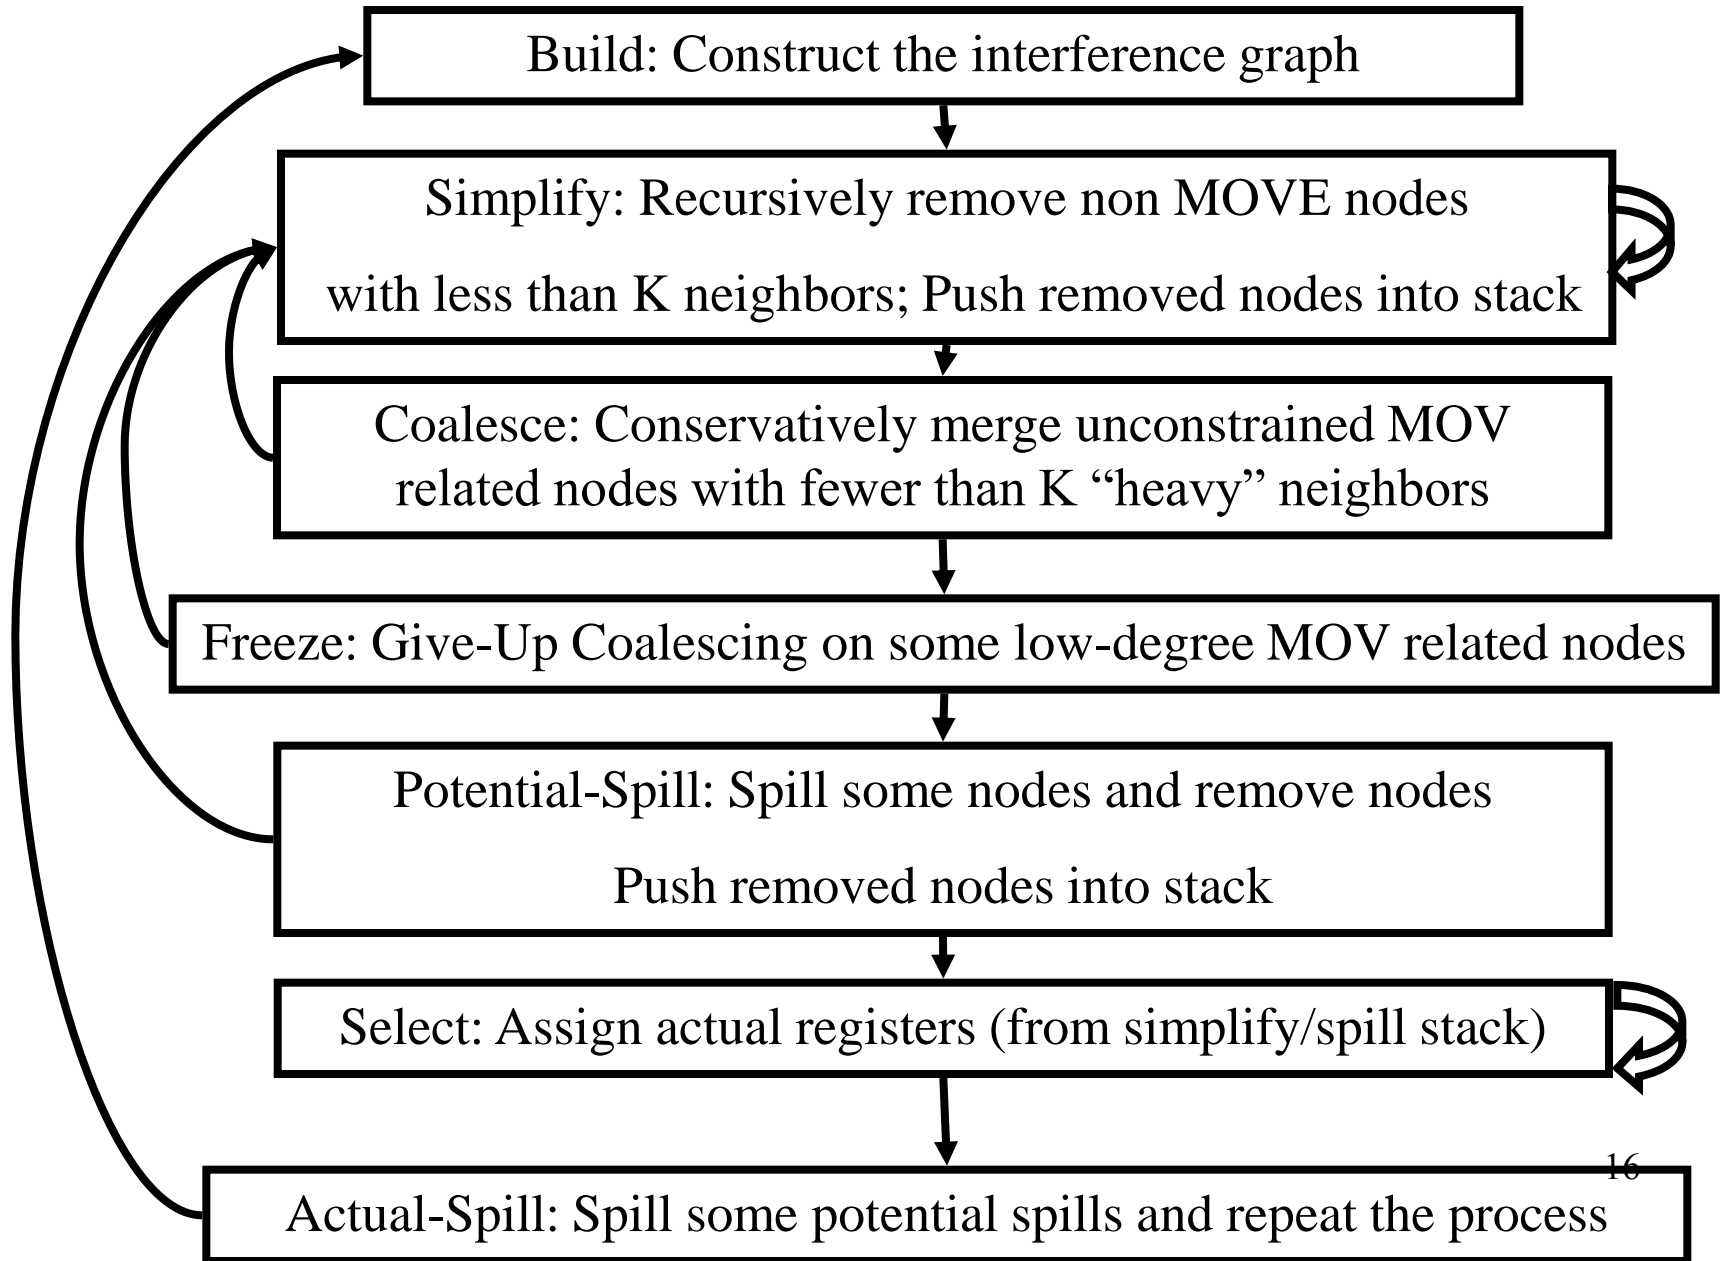 Build: Construct the interference graph
Simplify: Recursively remove non MOVE nodes
with less than K neighbors; Push removed nodes into stack
Coalesce: Conservatively merge unconstrained MOV
related nodes with fewer than K “heavy” neighbors
Freeze: Give-Up Coalescing on some low-degree MOV related nodes
Potential-Spill: Spill some nodes and remove nodes
Push removed nodes into stack
Select: Assign actual registers (from simplify/spill stack)
16
Actual-Spill: Spill some potential spills and repeat the process